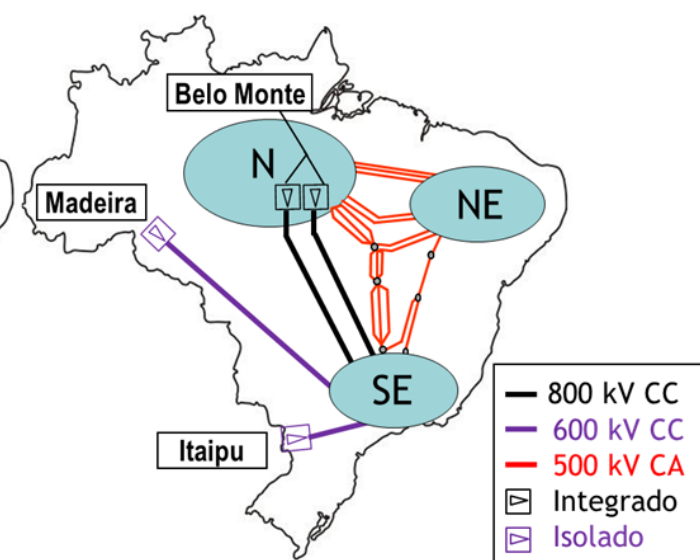 Belo Monte
N
Madeira
NE
SE
Itaipu
800 kV CC
600 kV CC
500 kV CA
Integrado
Isolado